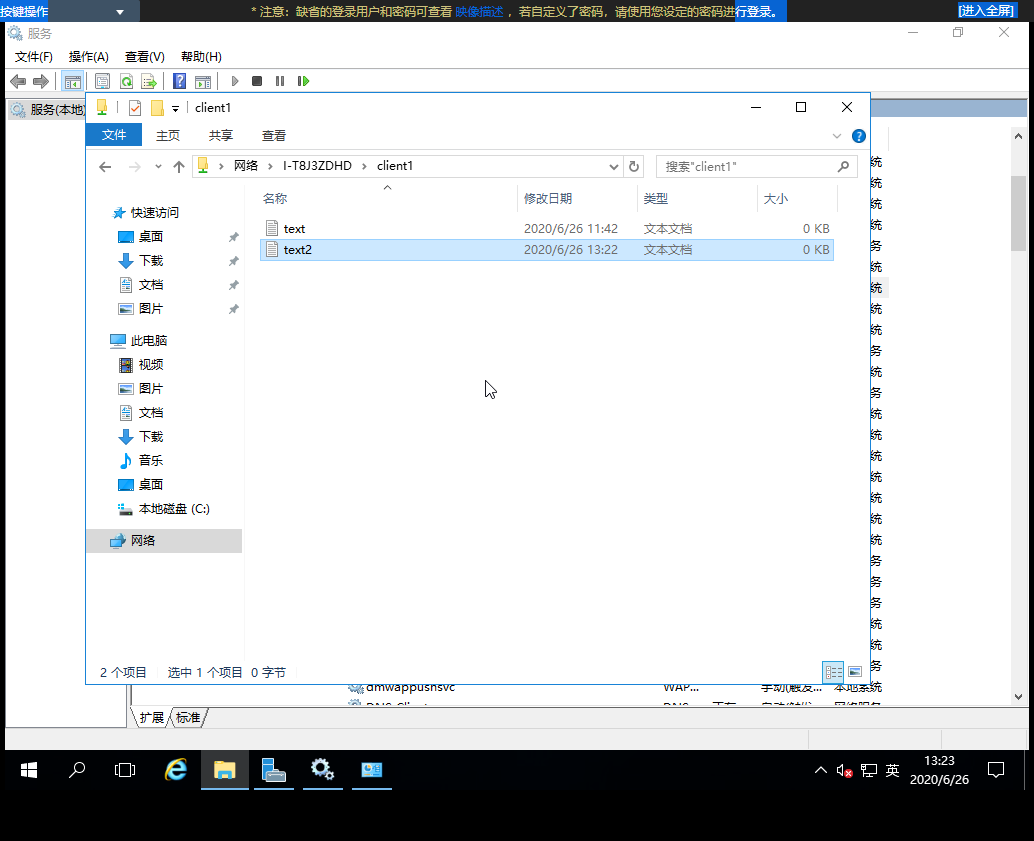 按键操作
* 注意：缺省的登录用户和密码可查看 映像描述 ，若自定义了密码，请使用您设定的密码进行登录。
[进入全屏]
服务
文件(F) 操作(A) 查看(V) 帮助(H)
服务(本地)
client1
文件 主页 共享 查看
网络 I-T8J3ZDHD client1
搜索"client1"
名称 修改日期 类型 大小
text 2020/6/26 11:42 文本文档 0 KB
text2 2020/6/26 13:22 文本文档 0 KB
快速访问
桌面
下载
文档
图片
此电脑
视频
图片
文档
下载
音乐
桌面
本地磁盘 (C:)
网络
统
统
统
统
务
统
统
统
统
务
统
务
统
统
统
统
统
统
统
务
务
务
统
统
务
2 个项目 选中 1 个项目 0 字节
dmwappushsvc WAP... 手动(触发... 本地系统
扩展 标准
英
13:23
2020/6/26